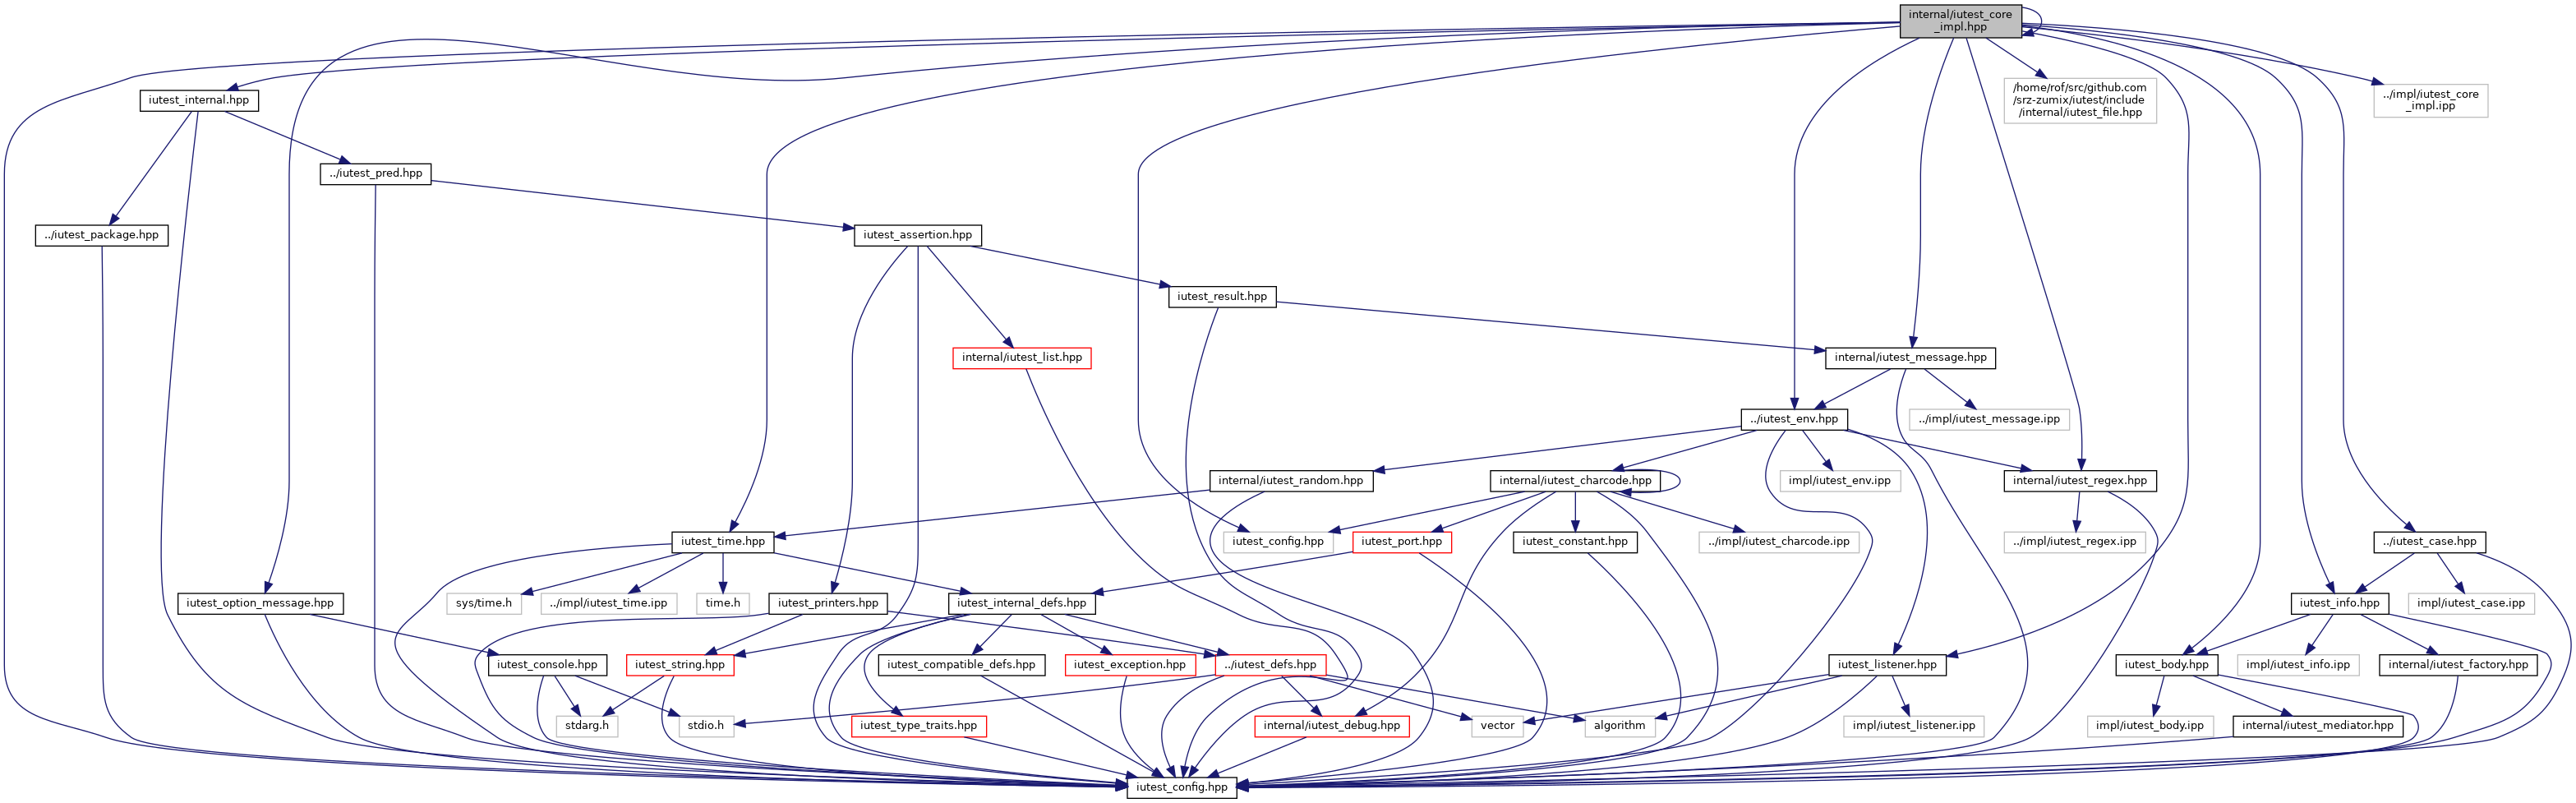 internal/iutest_core
_impl.hpp
iutest_internal.hpp
/home/rof/src/github.com
/srz-zumix/iutest/include
/internal/iutest_file.hpp
../impl/iutest_core
_impl.ipp
../iutest_pred.hpp
../iutest_package.hpp
iutest_assertion.hpp
iutest_result.hpp
internal/iutest_list.hpp
internal/iutest_message.hpp
../iutest_env.hpp
../impl/iutest_message.ipp
internal/iutest_random.hpp
internal/iutest_charcode.hpp
impl/iutest_env.ipp
internal/iutest_regex.hpp
iutest_time.hpp
iutest_config.hpp
iutest_port.hpp
iutest_constant.hpp
../impl/iutest_charcode.ipp
../impl/iutest_regex.ipp
../iutest_case.hpp
iutest_option_message.hpp
sys/time.h
../impl/iutest_time.ipp
time.h
iutest_printers.hpp
iutest_internal_defs.hpp
iutest_info.hpp
impl/iutest_case.ipp
iutest_console.hpp
iutest_string.hpp
iutest_compatible_defs.hpp
iutest_exception.hpp
../iutest_defs.hpp
iutest_listener.hpp
iutest_body.hpp
impl/iutest_info.ipp
internal/iutest_factory.hpp
stdarg.h
stdio.h
iutest_type_traits.hpp
internal/iutest_debug.hpp
vector
algorithm
impl/iutest_listener.ipp
impl/iutest_body.ipp
internal/iutest_mediator.hpp
iutest_config.hpp